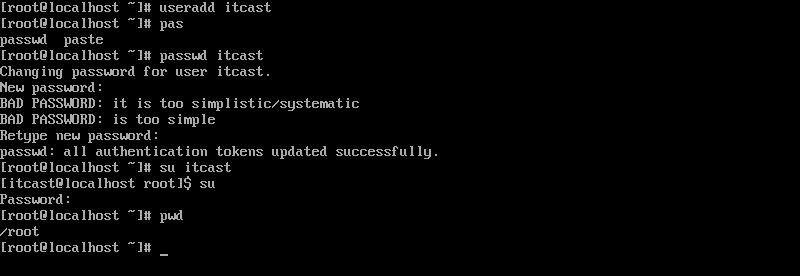 [root@localhost ~]# useradd itcast
[root@localhost ~]# pas
passwd  paste
[root@localhost ~]# passwd itcast
Changing password for user itcast.
New password:
BAD PASSWORD: it is too simplistic/systematic
BAD PASSWORD: is too simple
Retype new password:
passwd: all authentication tokens updated successfully.
[root@localhost ~]# su itcast
[itcast@localhost root]$ su
Password:
[root@localhost ~]# pwd
/root
[root@localhost ~]# _